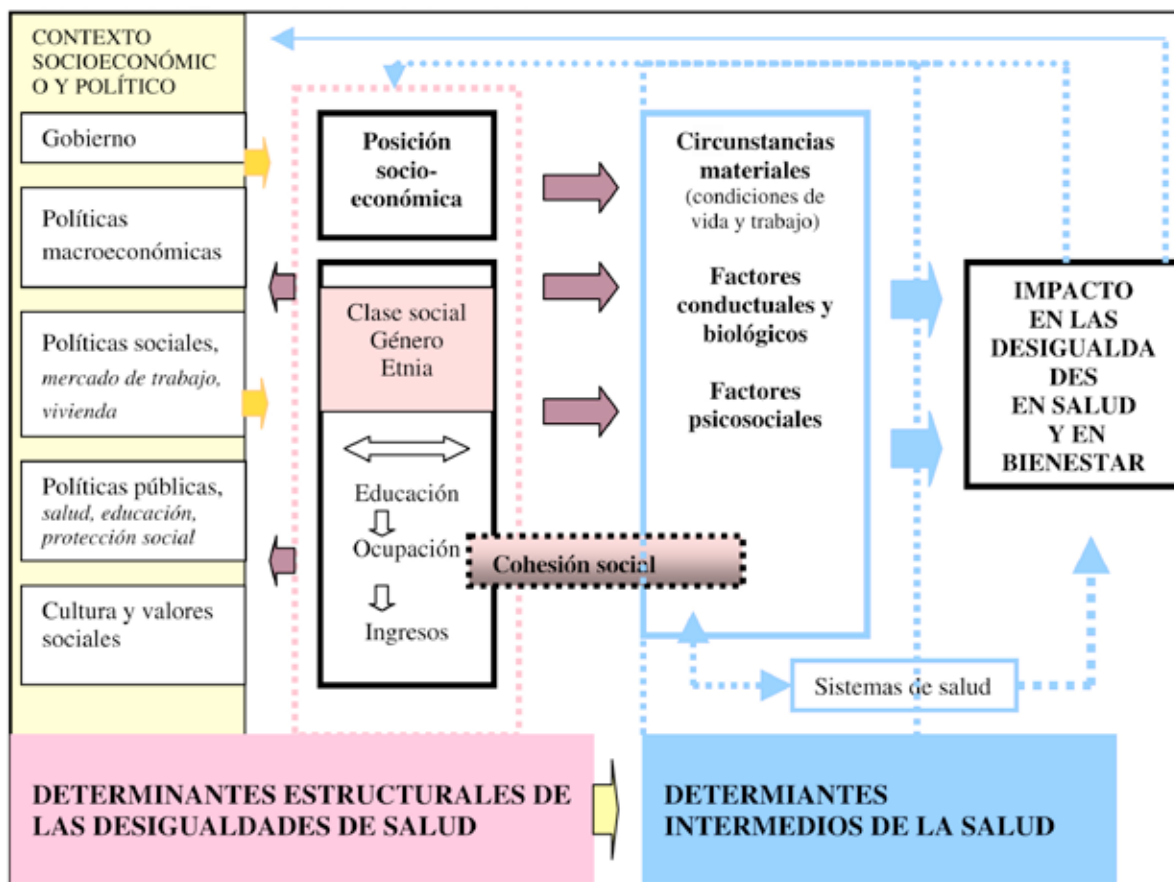 CONTEXTO
SOCIOECONÓMIC
O Y POLÍTICO
Gobierno
Políticas
macroeconómicas
Políticas sociales,
mercado de trabajo,
vivienda
Políticas públicas,
salud, educación,
protección social
Cultura y valores
sociales
Posición
socio-
económica
Clase social
Género
Etnia
Educación
Ocupación
Ingresos
Cohesión social
Circunstancias
materiales
(condiciones de
vida y trabajo)
Factores
conductuales y
biológicos
Factores
psicosociales
Sistemas de salud
IMPACTO
EN LAS
DESIGUALDA
DES
EN SALUD
Y EN
BIENESTAR
DETERMINANTES ESTRUCTURALES DE
LAS DESIGUALDADES DE SALUD
DETERMIANTES
INTERMEDIOS DE LA SALUD